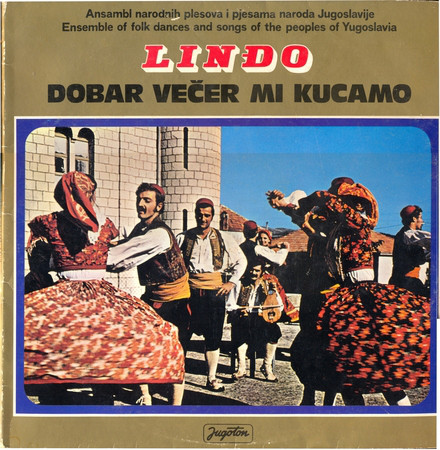 Ansambl narodnih plesova i pjesama naroda Jugoslavije
Ensemble of folk dances and songs of the peoples of Yugoslavia
LINĐO
DOBAR VEČER MI KUCAMO
Jugoton